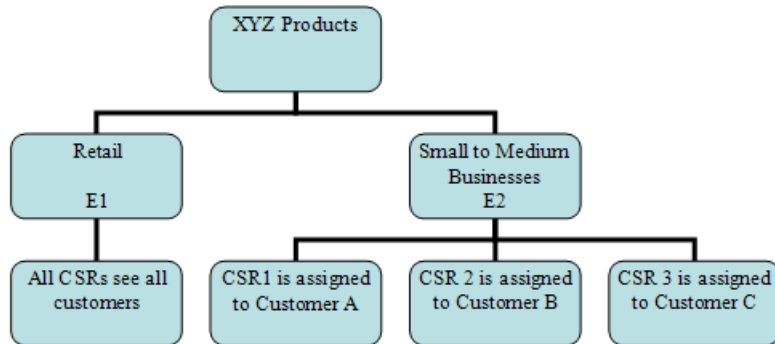 XYZ Products
Retail
E1
Small to Medium
Businesses
E2
All CSRs see all
customers
CSR1 is assigned
to Customer A
CSR 2 is assigned
to Customer B
CSR 3 is assigned
to Customer C